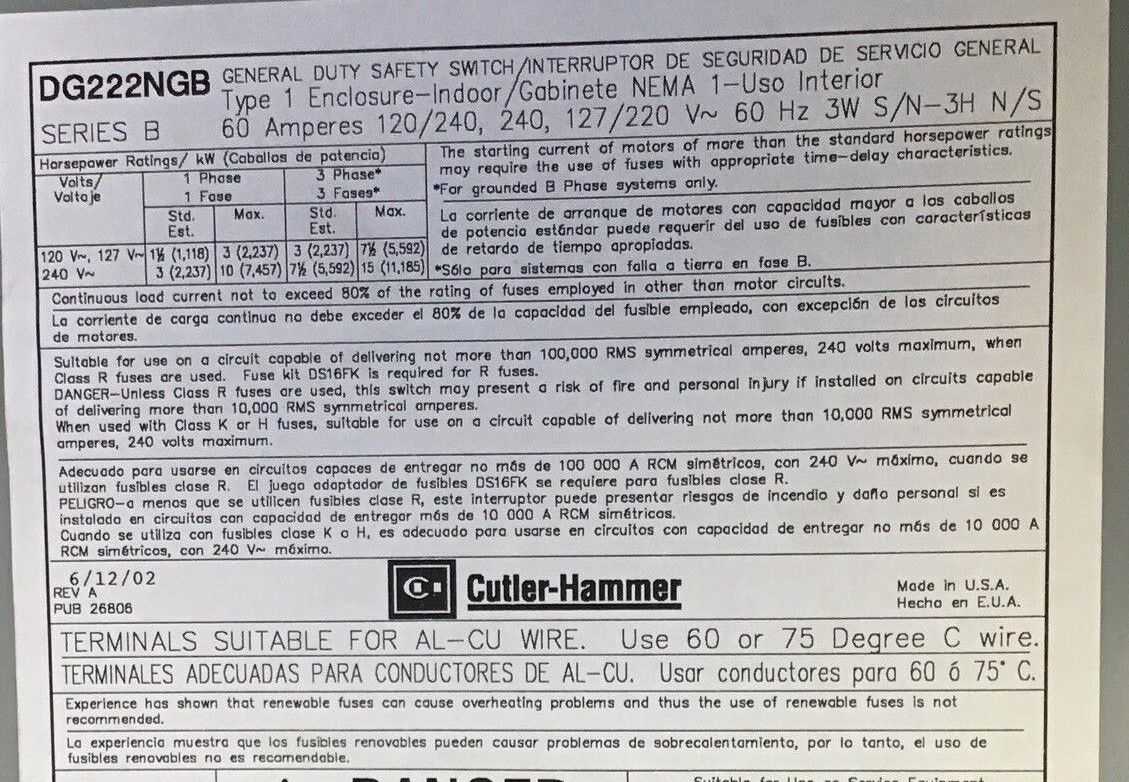 DG222NGB GENERAL DUTY SAFETY SWITCH/INTERRUPTOR DE SEGURIDAD DE SERVICIO GENERAL
Type 1 Enclosure-Indoor/Gabinete NEMA 1-Uso Interior
SERIES B 60 Amperes 120/240, 240, 127/220 V~ 60 Hz 3W S/N-3H N/S
Horsepower Ratings/ kW (Caballos de potencia)
Volts/ 1 Phase 3 Phase*
Voltaje 1 Fase 3 Fases*
Std. Max. Std. Max.
Est. Est.
120 V~, 127 V~ 1½ (1,118) 3 (2,237) 3 (2,237) 7½ (5,592)
240 V~ 3 (2,237) 10 (7,457) 7½ (5,592) 15 (11,185)
The starting current of motors of more than the standard horsepower ratings
may require the use of fuses with appropriate time-delay characteristics.
*For grounded B Phase systems only.
La corriente de arranque de motores con capacidad mayor a los caballos
de potencia estándar puede requerir del uso de fusibles con características
de retardo de tiempo apropiadas.
*Sólo para sistemas con falla a tierra en fase B.
Continuous load current not to exceed 80% of the rating of fuses employed in other than motor circuits.
La corriente de carga continua no debe exceder el 80% de la capacidad del fusible empleado, con excepción de los circuitos
de motores.
Suitable for use on a circuit capable of delivering not more than 100,000 RMS symmetrical amperes, 240 volts maximum, when
Class R fuses are used. Fuse kit DS16FK is required for R fuses.
DANGER-Unless Class R fuses are used, this switch may present a risk of fire and personal injury if installed on circuits capable
of delivering more than 10,000 RMS symmetrical amperes.
When used with Class K or H fuses, suitable for use on a circuit capable of delivering not more than 10,000 RMS symmetrical
amperes, 240 volts maximum.
Adecuado para usarse en circuitos capaces de entregar no más de 100 000 A RCM simétricos, con 240 V~ máximo, cuando se
utilizan fusibles clase R. El juego adaptador de fusibles DS16FK se requiere para fusibles clase R.
PELIGRO-a menos que se utilicen fusibles clase R, este interruptor puede presentar riesgos de incendio y daño personal si es
instalado en circuitos con capacidad de entregar más de 10 000 A RCM simétricos.
Cuando se utiliza con fusibles clase K o H, es adecuado para usarse en circuitos con capacidad de entregar no más de 10 000 A
RCM simétricos, con 240 V~ máximo.
6/12/02
REV A
PUB 26806
Cutler-Hammer
Made in U.S.A.
Hecho en E.U.A.
TERMINALS SUITABLE FOR AL-CU WIRE. Use 60 or 75 Degree C wire.
TERMINALES ADECUADAS PARA CONDUCTORES DE AL-CU. Usar conductores para 60 ó 75° C.
Experience has shown that renewable fuses can cause overheating problems and thus the use of renewable fuses is not
recommended.
La experiencia muestra que los fusibles renovables pueden causar problemas de sobrecalentamiento, por lo tanto, el uso de
fusibles renovables no es recomendable.
DANGER
Suitable for Use as Service Equipment